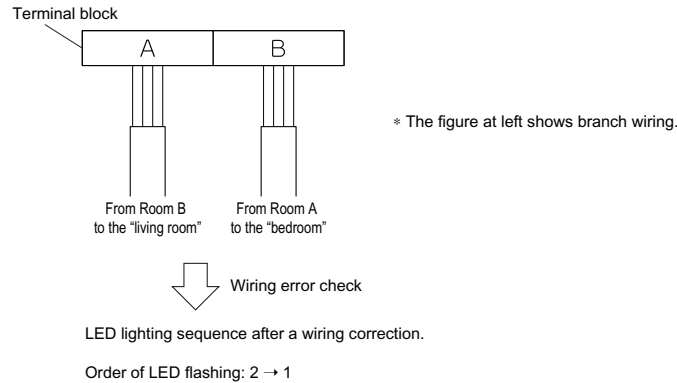 Terminal block
A B
∗ The figure at left shows branch wiring.
From Room B
to the “living room”
From Room A
to the “bedroom”
Wiring error check
LED lighting sequence after a wiring correction.
Order of LED flashing: 2 → 1